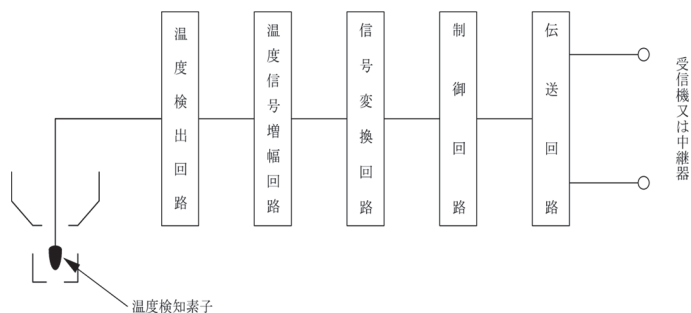 温度検出回路
温度信号増幅回路
信号変換回路
制御回路
伝送回路
受信機又は中継器
温度検知素子